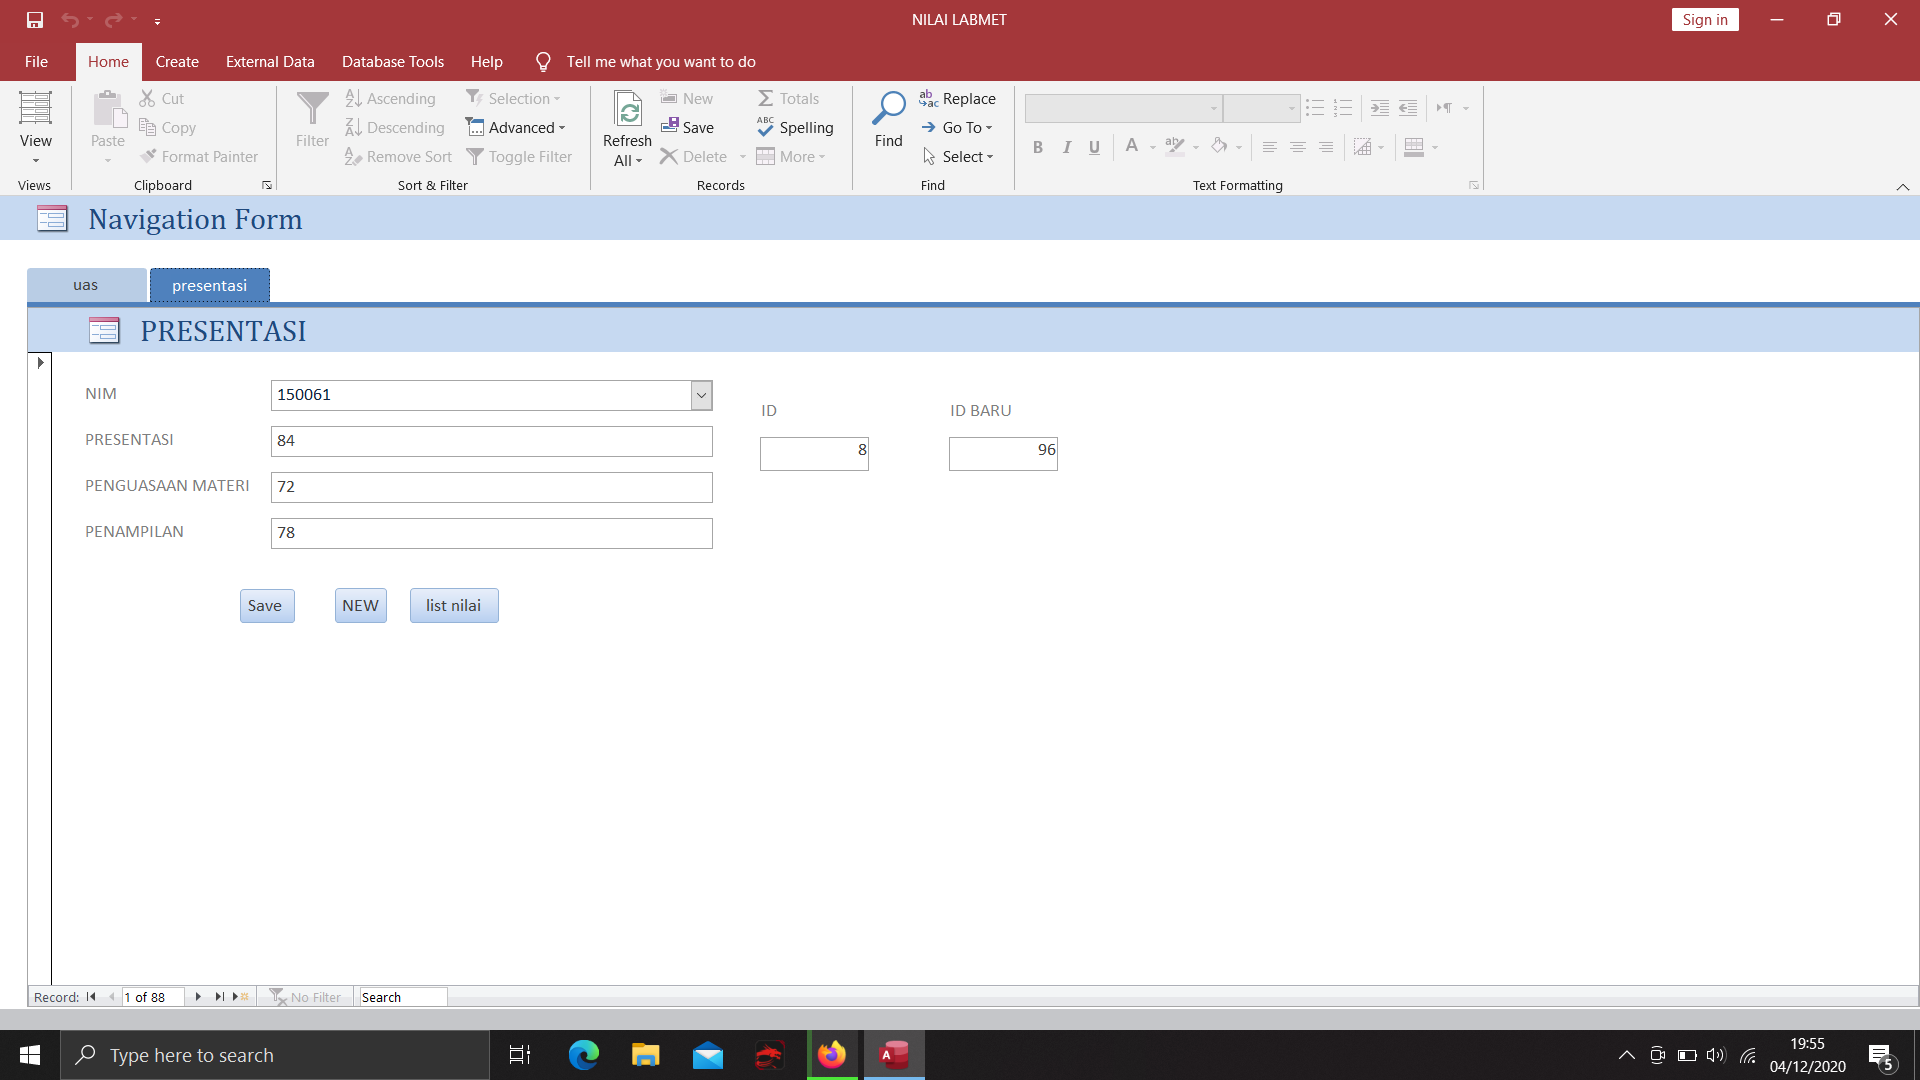 NILAI LABMET
Sign in
File Home Create External Data Database Tools Help Tell me what you want to do
View
Views
Paste
Cut
Copy
Format Painter
Clipboard
Filter
Ascending
Descending
Remove Sort
Selection
Advanced
Toggle Filter
Sort & Filter
Refresh
All
New
Save
Delete
Totals
Spelling
More
Records
Find
Replace
Go To
Select
Find
B I U A
Text Formatting
Navigation Form
uas presentasi
PRESENTASI
NIM 150061
PRESENTASI 84
PENGUASAAN MATERI 72
PENAMPILAN 78
ID ID BARU
8 96
Save NEW list nilai
Record: 1 of 88 No Filter Search
Type here to search
19:55
04/12/2020
5